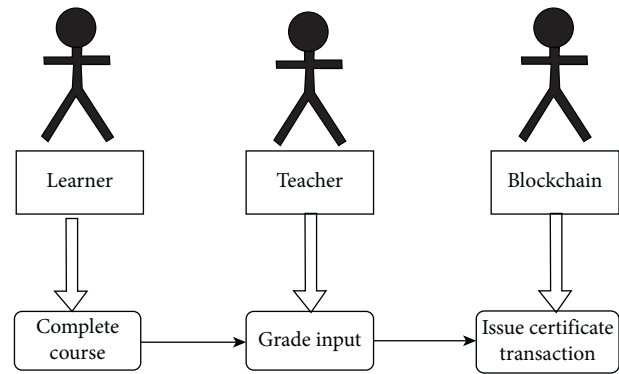 Learner
Teacher
Blockchain
Complete
course
Grade input
Issue certificate
transaction